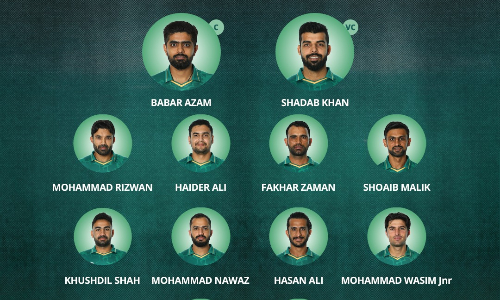 C VC
BABAR AZAM SHADAB KHAN
MOHAMMAD RIZWAN HAIDER ALI FAKHAR ZAMAN SHOAIB MALIK
KHUSHDIL SHAH MOHAMMAD NAWAZ HASAN ALI MOHAMMAD WASIM Jnr